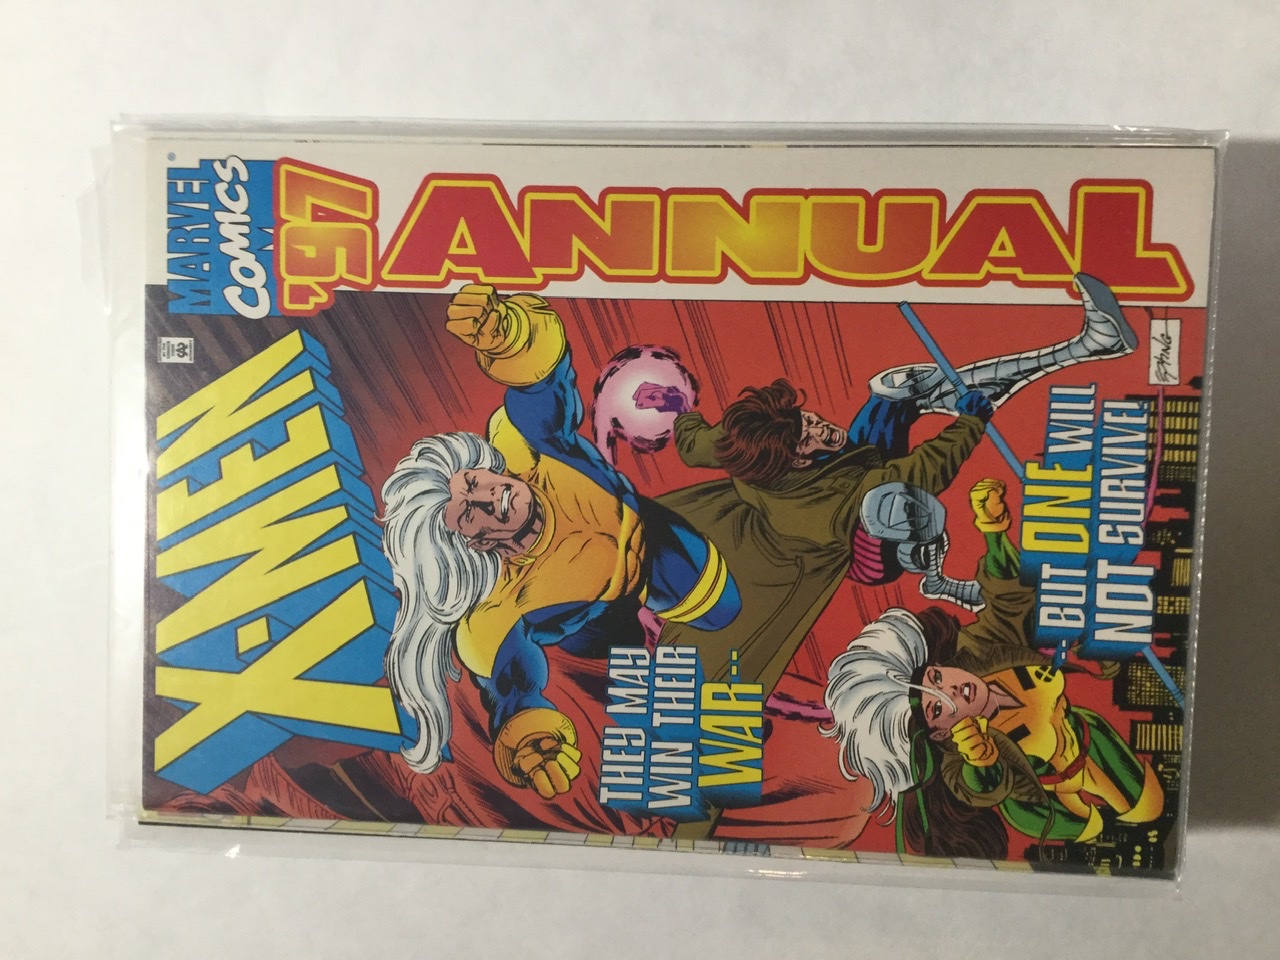 MARVEL
COMICS
'97
ANNUAL
X-MEN
THEY MAY
WIN THEIR
WAR--
-- BUT ONE WILL
NOT SURVIVE!